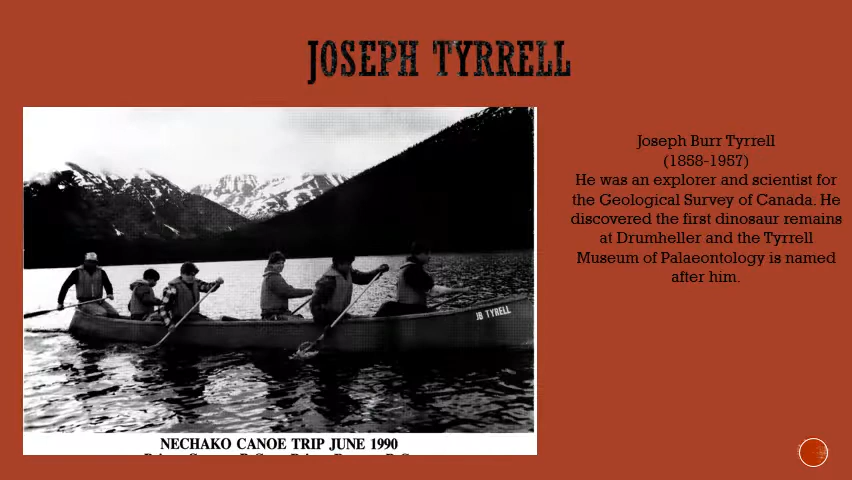 JOSEPH TYRRELL
Joseph Burr Tyrrell
(1858-1957)
He was an explorer and scientist for
the Geological Survey of Canada. He
discovered the first dinosaur remains
at Drumheller and the Tyrrell
Museum of Palaeontology is named
after him.
JB TYRELL
NECHAKO CANOE TRIP JUNE 1990